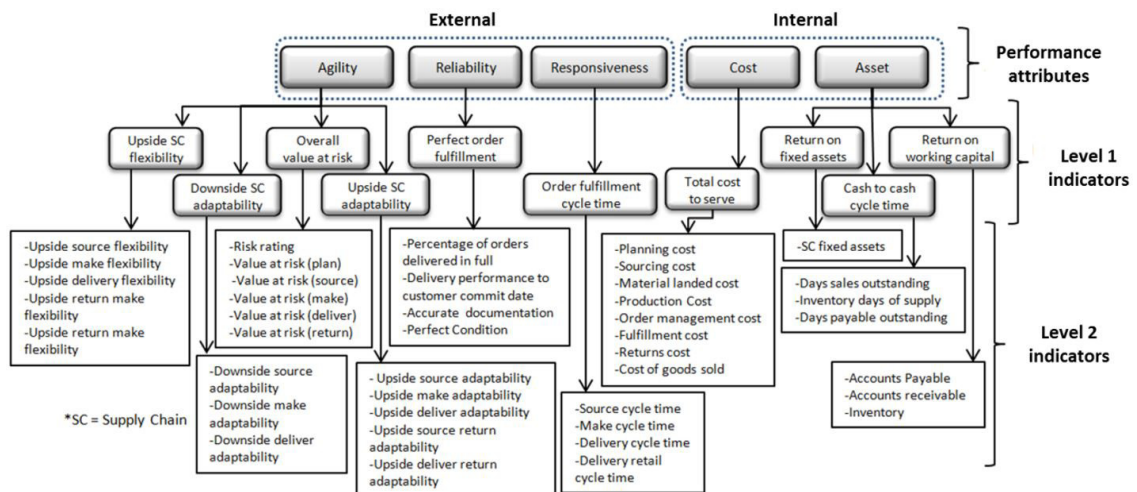 External
Internal
Agility
Reliability
Responsiveness
Cost
Asset
Performance
attributes
Upside SC
flexibility
Overall
value at risk
Perfect order
fulfillment
Return on
fixed assets
Return on
working capital
Downside SC
adaptability
Upside SC
adaptability
Order fulfillment
cycle time
Total cost
to serve
Cash to cash
cycle time
Level 1
indicators
-Upside source flexibility
-Upside make flexibility
-Upside delivery flexibility
-Upside return make
flexibility
-Upside return make
flexibility
-Risk rating
-Value at risk (plan)
-Value at risk (source)
-Value at risk (make)
-Value at risk (deliver)
-Value at risk (return)
-Percentage of orders
delivered in full
-Delivery performance to
customer commit date
-Accurate documentation
-Perfect Condition
-Planning cost
-Sourcing cost
-Material landed cost
-Production Cost
-Order management cost
-Fulfillment cost
-Returns cost
-Cost of goods sold
-SC fixed assets
-Days sales outstanding
-Inventory days of supply
-Days payable outstanding
Level 2
indicators
-Downside source
adaptability
-Downside make
adaptability
-Downside deliver
adaptability
- Upside source adaptability
-Upside make adaptability
-Upside deliver adaptability
-Upside source return
adaptability
-Upside deliver return
adaptability
-Source cycle time
-Make cycle time
-Delivery cycle time
-Delivery retail
cycle time
-Accounts Payable
-Accounts receivable
-Inventory
*SC = Supply Chain